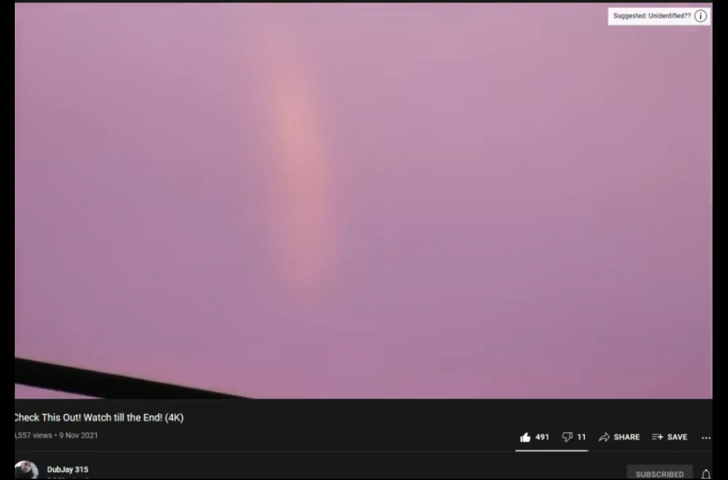 Suggested: Unidentified??
Check This Out! Watch till the End! (4K)
,557 views • 9 Nov 2021
491
11
SHARE
SAVE
DubJay 315
SUBSCRIBED